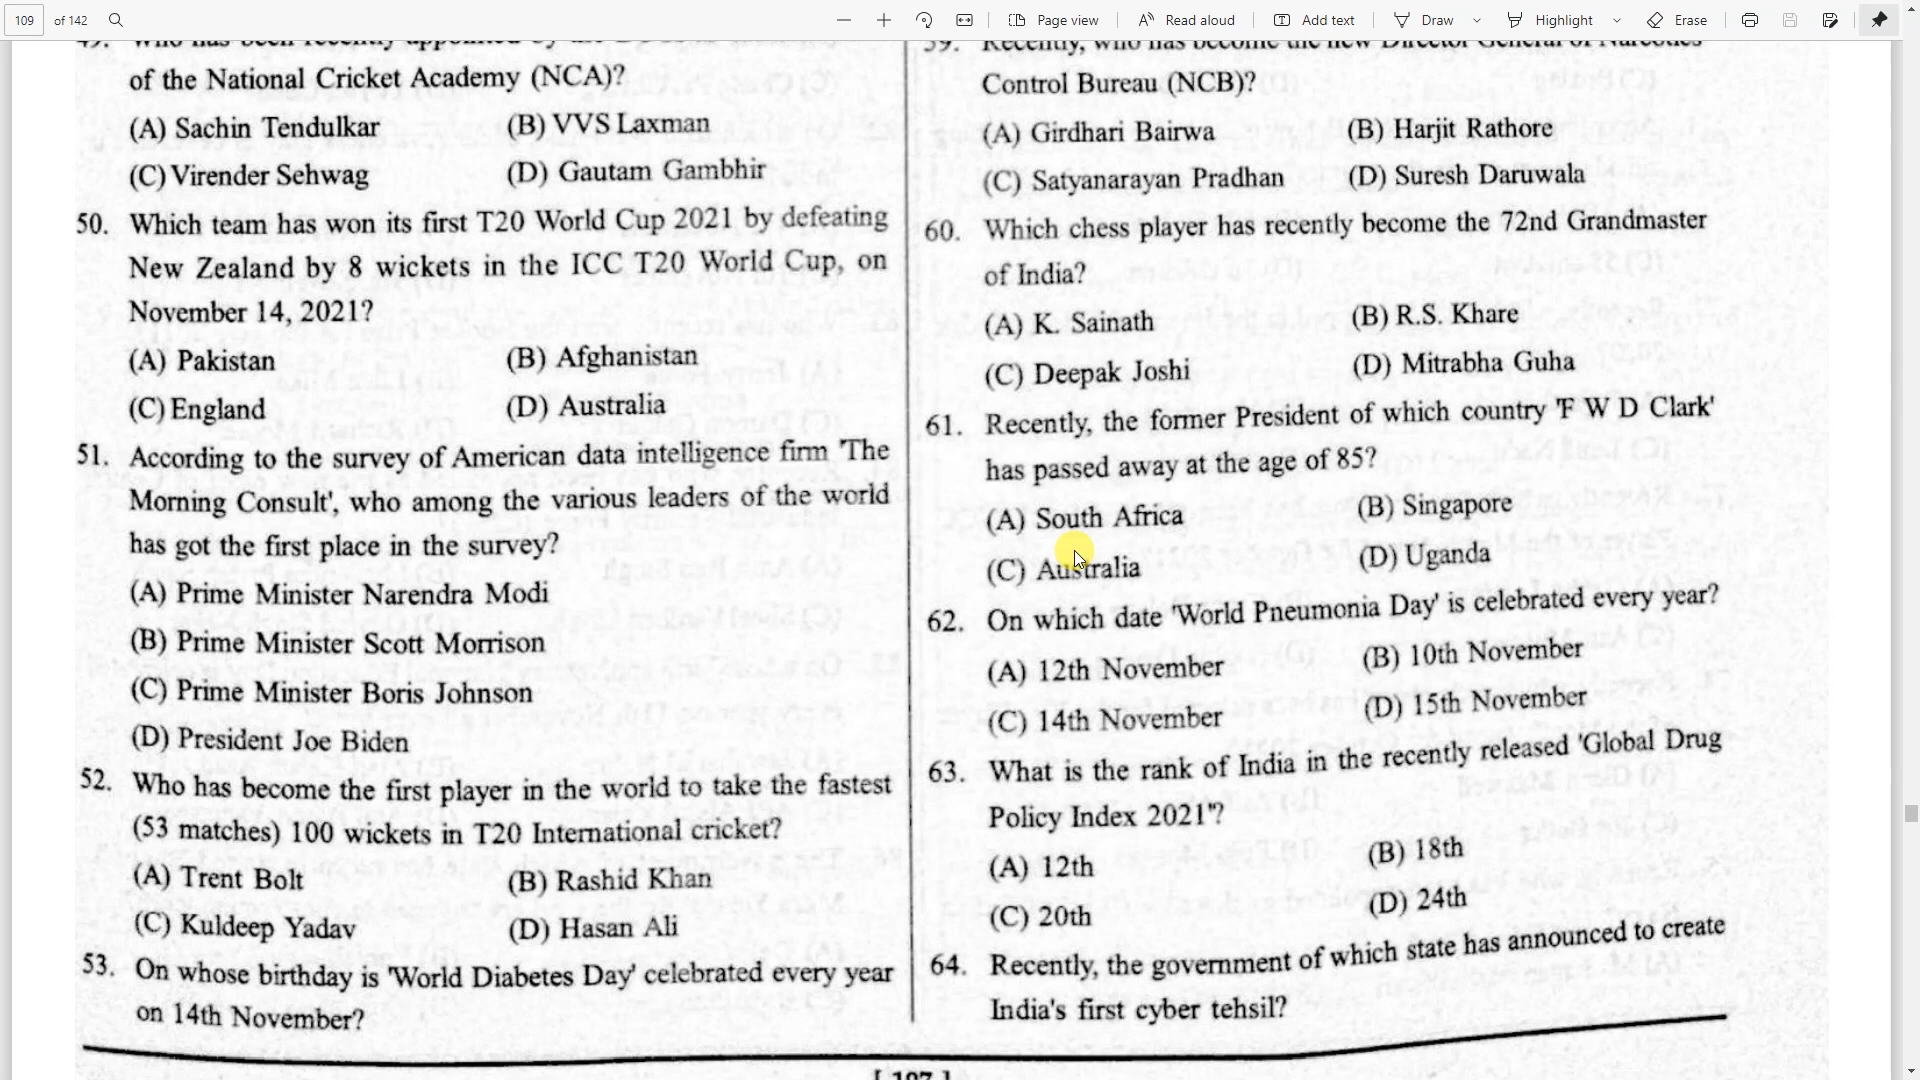 109 of 142
Page view
Read aloud
Add text
Draw
Highlight
Erase
of the National Cricket Academy (NCA)?
(A) Sachin Tendulkar (B) VVS Laxman
(C) Virender Sehwag (D) Gautam Gambhir
50. Which team has won its first T20 World Cup 2021 by defeating
New Zealand by 8 wickets in the ICC T20 World Cup, on
November 14, 2021?
(A) Pakistan (B) Afghanistan
(C) England (D) Australia
51. According to the survey of American data intelligence firm 'The
Morning Consult', who among the various leaders of the world
has got the first place in the survey?
(A) Prime Minister Narendra Modi
(B) Prime Minister Scott Morrison
(C) Prime Minister Boris Johnson
(D) President Joe Biden
52. Who has become the first player in the world to take the fastest
(53 matches) 100 wickets in T20 International cricket?
(A) Trent Bolt (B) Rashid Khan
(C) Kuldeep Yadav (D) Hasan Ali
53. On whose birthday is 'World Diabetes Day' celebrated every year
on 14th November?
59. Recently, who has become the new Director General of Narcotics
Control Bureau (NCB)?
(A) Girdhari Bairwa (B) Harjit Rathore
(C) Satyanarayan Pradhan (D) Suresh Daruwala
60. Which chess player has recently become the 72nd Grandmaster
of India?
(A) K. Sainath (B) R.S. Khare
(C) Deepak Joshi (D) Mitrabha Guha
61. Recently, the former President of which country 'F W D Clark'
has passed away at the age of 85?
(A) South Africa (B) Singapore
(C) Australia (D) Uganda
62. On which date 'World Pneumonia Day' is celebrated every year?
(A) 12th November (B) 10th November
(C) 14th November (D) 15th November
63. What is the rank of India in the recently released 'Global Drug
Policy Index 2021'?
(A) 12th (B) 18th
(C) 20th (D) 24th
64. Recently, the government of which state has announced to create
India's first cyber tehsil?